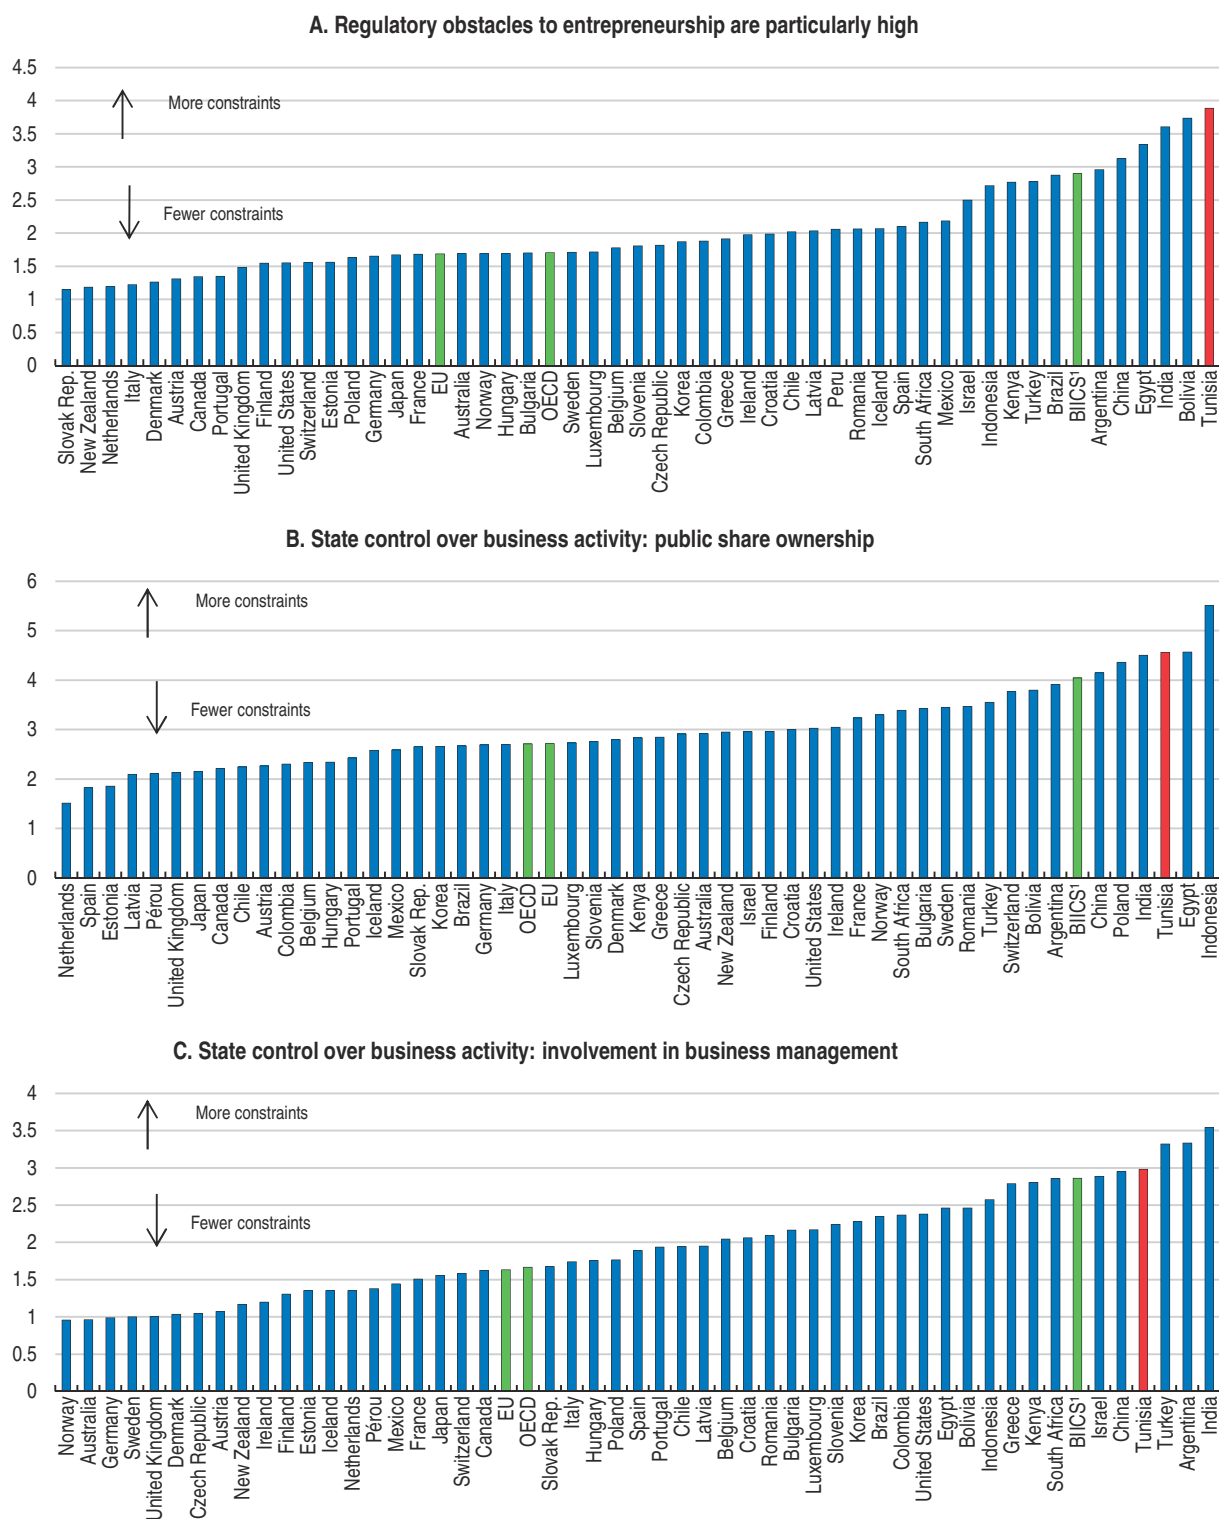 A. Regulatory obstacles to entrepreneurship are particularly high
4.5
4
3.5
3
2.5
2
1.5
1
0.5
0
More constraints
Fewer constraints
Slovak Rep.
New Zealand
Netherlands
Italy
Denmark
Austria
Canada
Portugal
United Kingdom
Finland
United States
Switzerland
Estonia
Poland
Germany
Japan
France
EU
Australia
Norway
Hungary
Bulgaria
OECD
Sweden
Luxembourg
Belgium
Slovenia
Czech Republic
Korea
Colombia
Greece
Ireland
Croatia
Chile
Latvia
Peru
Romania
Iceland
Spain
South Africa
Mexico
Israel
Indonesia
Kenya
Turkey
Brazil
BIICS¹
Argentina
China
Egypt
India
Bolivia
Tunisia
B. State control over business activity: public share ownership
6
5
4
3
2
1
0
More constraints
Fewer constraints
Netherlands
Spain
Estonia
Latvia
Pérou
United Kingdom
Japan
Canada
Chile
Austria
Colombia
Belgium
Hungary
Portugal
Iceland
Mexico
Slovak Rep.
Korea
Brazil
Germany
Italy
OECD
EU
Luxembourg
Slovenia
Denmark
Kenya
Greece
Czech Republic
Australia
New Zealand
Israel
Finland
Croatia
United States
Ireland
France
Norway
South Africa
Bulgaria
Sweden
Romania
Turkey
Switzerland
Bolivia
Argentina
BIICS¹
China
Poland
India
Tunisia
Egypt
Indonesia
C. State control over business activity: involvement in business management
4
3.5
3
2.5
2
1.5
1
0.5
0
More constraints
Fewer constraints
Norway
Australia
Germany
Sweden
United Kingdom
Denmark
Czech Republic
Austria
New Zealand
Ireland
Finland
Estonia
Iceland
Netherlands
Pérou
Mexico
France
Japan
Switzerland
Canada
EU
OECD
Slovak Rep.
Italy
Hungary
Poland
Spain
Portugal
Chile
Latvia
Belgium
Croatia
Romania
Bulgaria
Luxembourg
Slovenia
Korea
Brazil
Colombia
United States
Egypt
Bolivia
Indonesia
Greece
Kenya
South Africa
BIICS¹
Israel
China
Tunisia
Turkey
Argentina
India